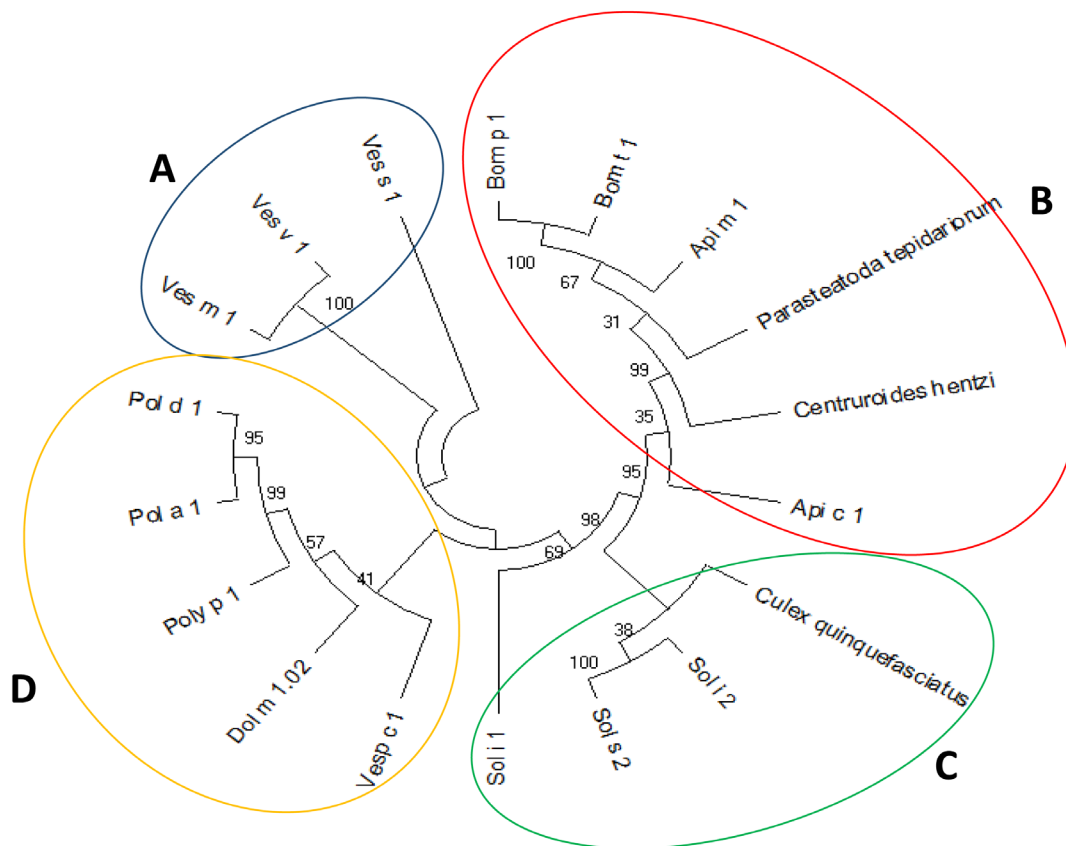 A
Ves s 1
Ves v 1
Ves m 1
100
B
Bom p 1
Bom t 1
Api m 1
Parasteatoda tepidariorum
Centruroides hentzi
Api c 1
100
67
31
99
35
95
98
69
C
Culex quinquefasciatus
Sol i 2
Sol s 2
38
100
Sol i 1
D
Pol d 1
Pol a 1
Poly p 1
Dol m 1.02
Vesp c 1
95
99
57
41